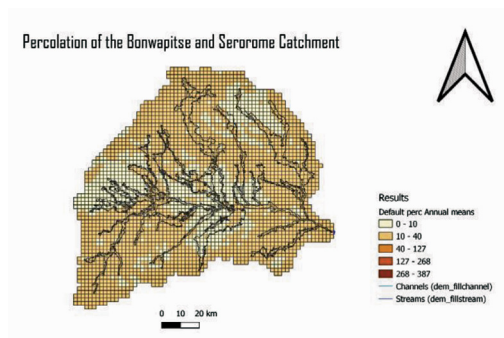 Percolation of the Bonwapitse and Serorome Catchment
Results
Default perc Annual means
0 - 10
10 - 40
40 - 127
127 - 268
268 - 387
Channels (dem_fillchannel)
Streams (dem_fillstream)
0 10 20 km